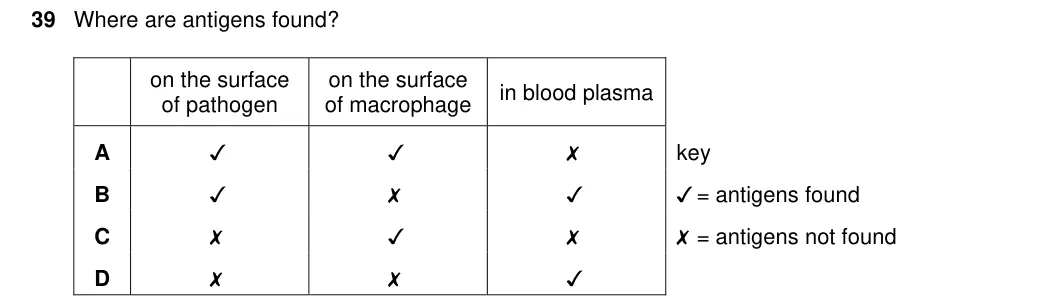 39 Where are antigens found?
on the surface of pathogen on the surface of macrophage in blood plasma
A ✓ ✓ ✗ key
B ✓ ✗ ✓ ✓ = antigens found
C ✗ ✓ ✗ ✗ = antigens not found
D ✗ ✗ ✓